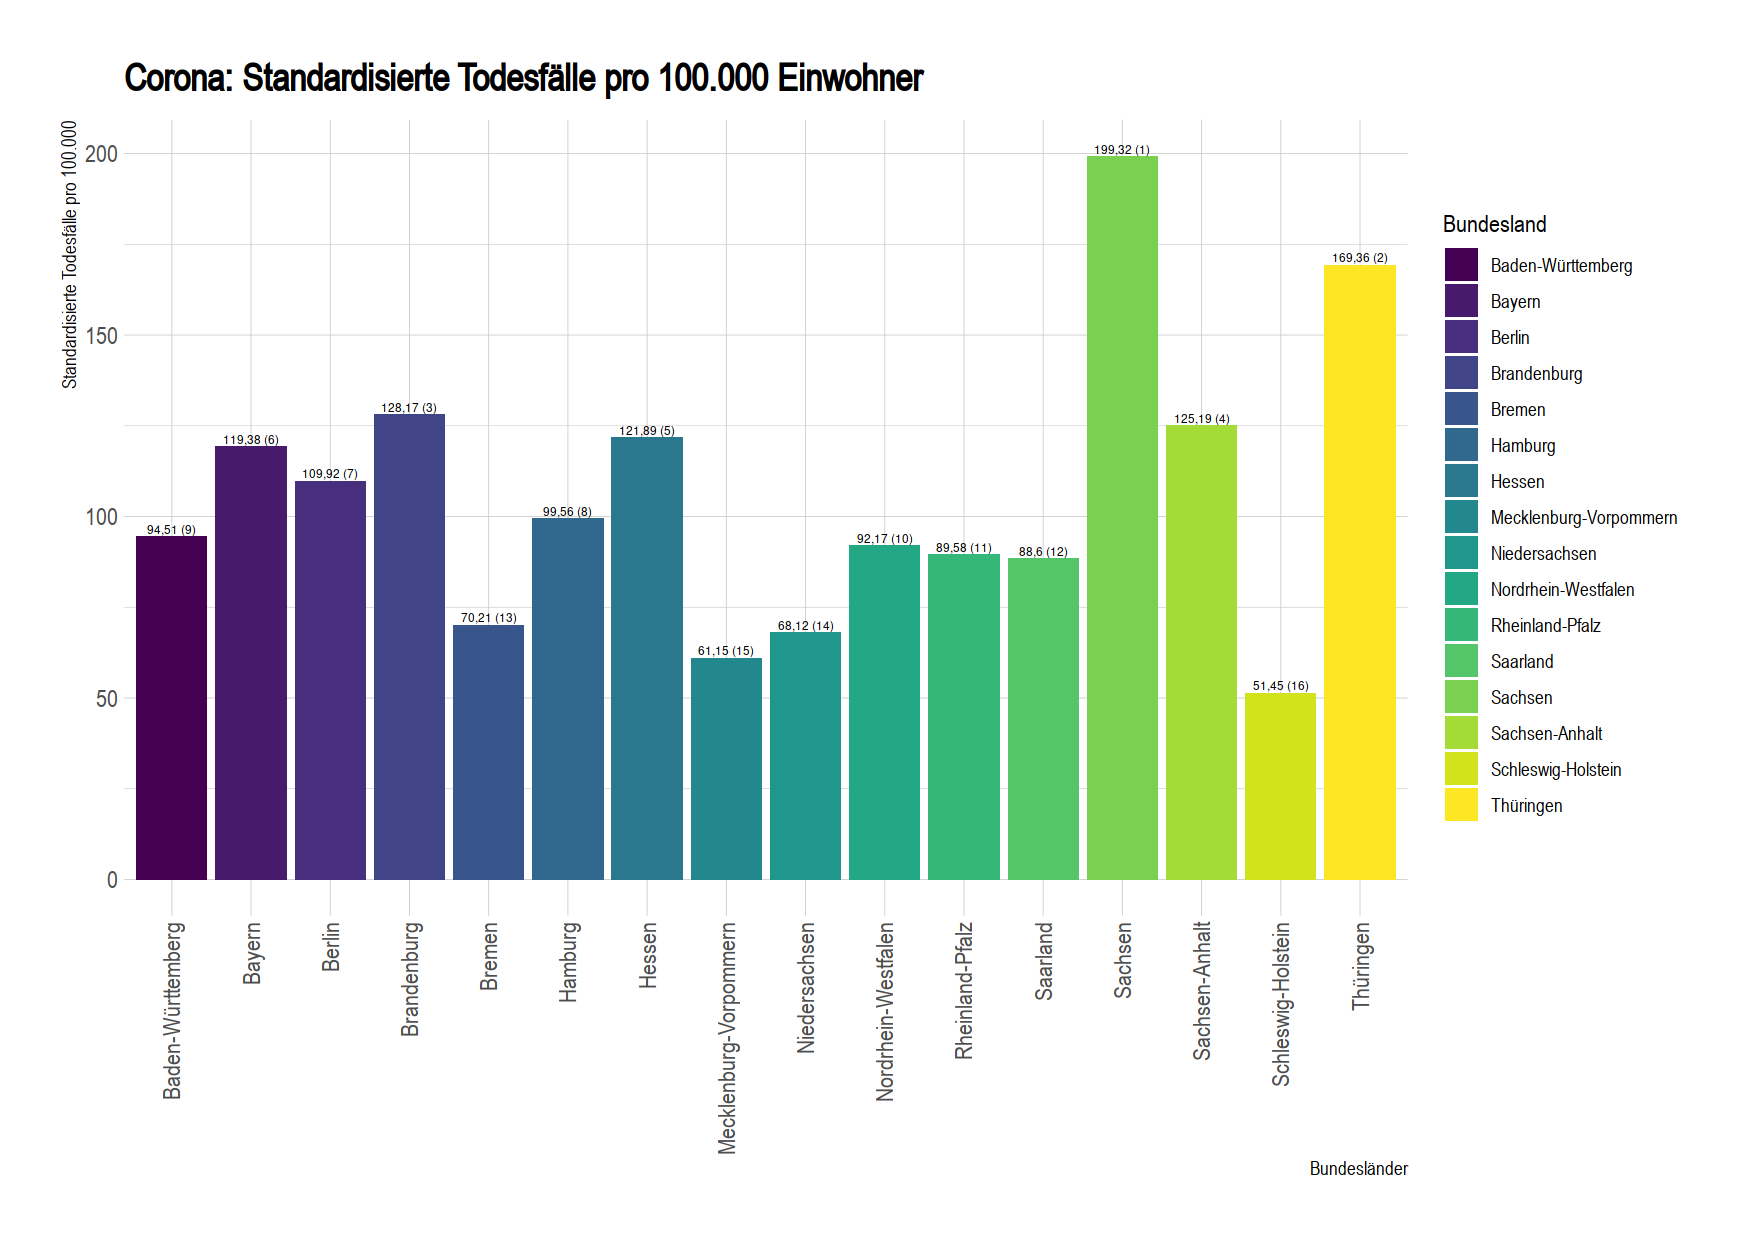 Corona: Standardisierte Todesfälle pro 100.000 Einwohner
Standardisierte Todesfälle pro 100.000
200
150
100
50
0
94,51 (9)
119,38 (6)
109,92 (7)
128,17 (3)
70,21 (13)
99,56 (8)
121,89 (5)
61,15 (15)
68,12 (14)
92,17 (10)
89,58 (11)
88,6 (12)
199,32 (1)
125,19 (4)
51,45 (16)
169,36 (2)
Baden-Württemberg
Bayern
Berlin
Brandenburg
Bremen
Hamburg
Hessen
Mecklenburg-Vorpommern
Niedersachsen
Nordrhein-Westfalen
Rheinland-Pfalz
Saarland
Sachsen
Sachsen-Anhalt
Schleswig-Holstein
Thüringen
Bundesländer
Bundesland
Baden-Württemberg
Bayern
Berlin
Brandenburg
Bremen
Hamburg
Hessen
Mecklenburg-Vorpommern
Niedersachsen
Nordrhein-Westfalen
Rheinland-Pfalz
Saarland
Sachsen
Sachsen-Anhalt
Schleswig-Holstein
Thüringen